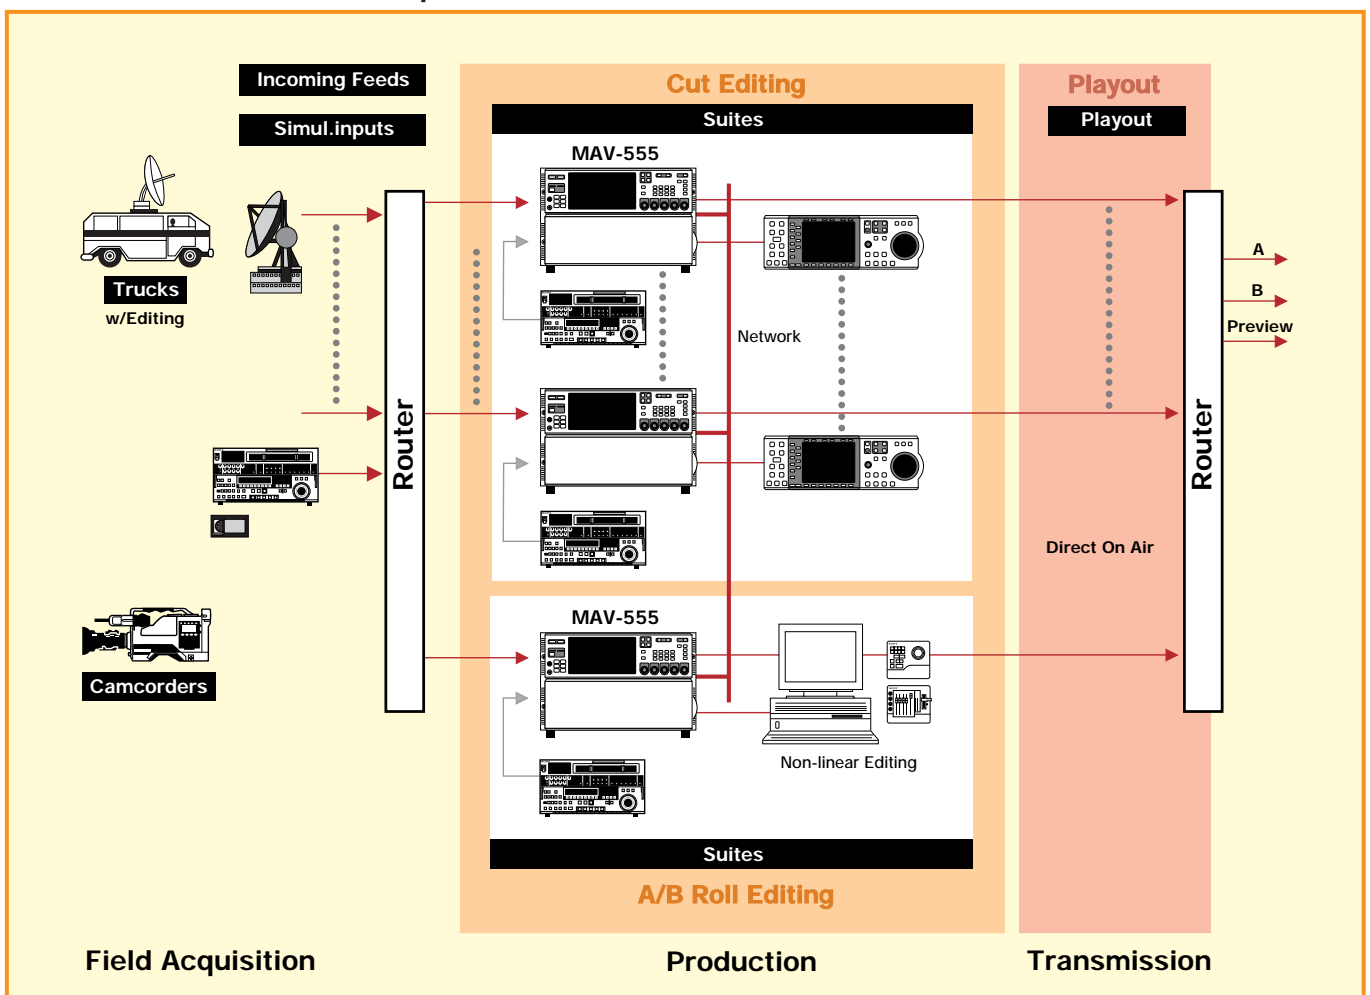 Incoming Feeds
Simul.inputs
Trucks
w/Editing
Camcorders
Router
Cut Editing
Suites
MAV-555
Network
MAV-555
Non-linear Editing
Suites
A/B Roll Editing
Playout
Playout
Direct On Air
Router
A
B
Preview
Field Acquisition
Production
Transmission